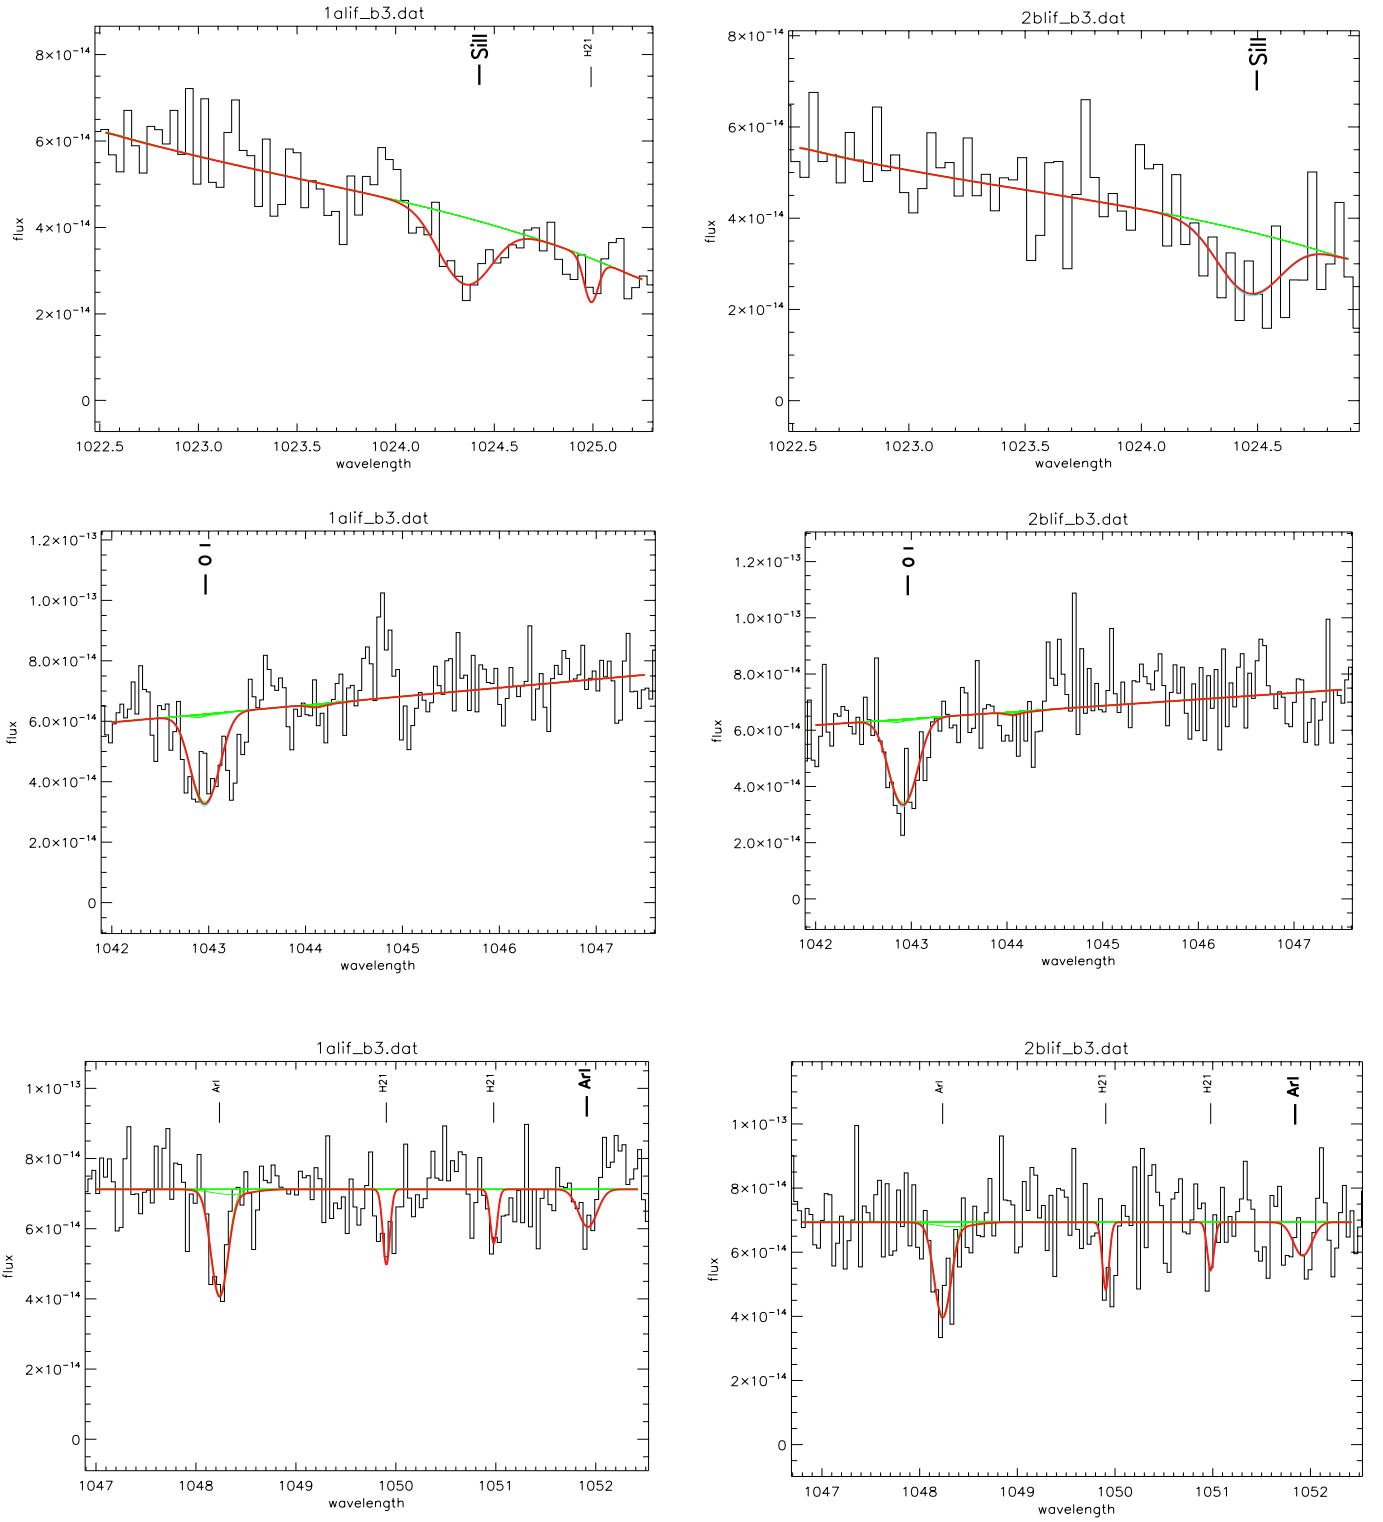 1alif_b3.dat
SiII
H21
8×10⁻¹⁴
6×10⁻¹⁴
4×10⁻¹⁴
2×10⁻¹⁴
0
flux
1022.5 1023.0 1023.5 1024.0 1024.5 1025.0
wavelength
2blif_b3.dat
SiII
8×10⁻¹⁴
6×10⁻¹⁴
4×10⁻¹⁴
2×10⁻¹⁴
0
flux
1022.5 1023.0 1023.5 1024.0 1024.5
wavelength
1alif_b3.dat
O I
1.2×10⁻¹³
1.0×10⁻¹³
8.0×10⁻¹⁴
6.0×10⁻¹⁴
4.0×10⁻¹⁴
2.0×10⁻¹⁴
0
flux
1042 1043 1044 1045 1046 1047
wavelength
2blif_b3.dat
O I
1.2×10⁻¹³
1.0×10⁻¹³
8.0×10⁻¹⁴
6.0×10⁻¹⁴
4.0×10⁻¹⁴
2.0×10⁻¹⁴
0
flux
1042 1043 1044 1045 1046 1047
wavelength
1alif_b3.dat
ArI
H21
H21
ArI
1×10⁻¹³
8×10⁻¹⁴
6×10⁻¹⁴
4×10⁻¹⁴
2×10⁻¹⁴
0
flux
1047 1048 1049 1050 1051 1052
wavelength
2blif_b3.dat
ArI
H21
H21
ArI
1×10⁻¹³
8×10⁻¹⁴
6×10⁻¹⁴
4×10⁻¹⁴
2×10⁻¹⁴
0
flux
1047 1048 1049 1050 1051 1052
wavelength